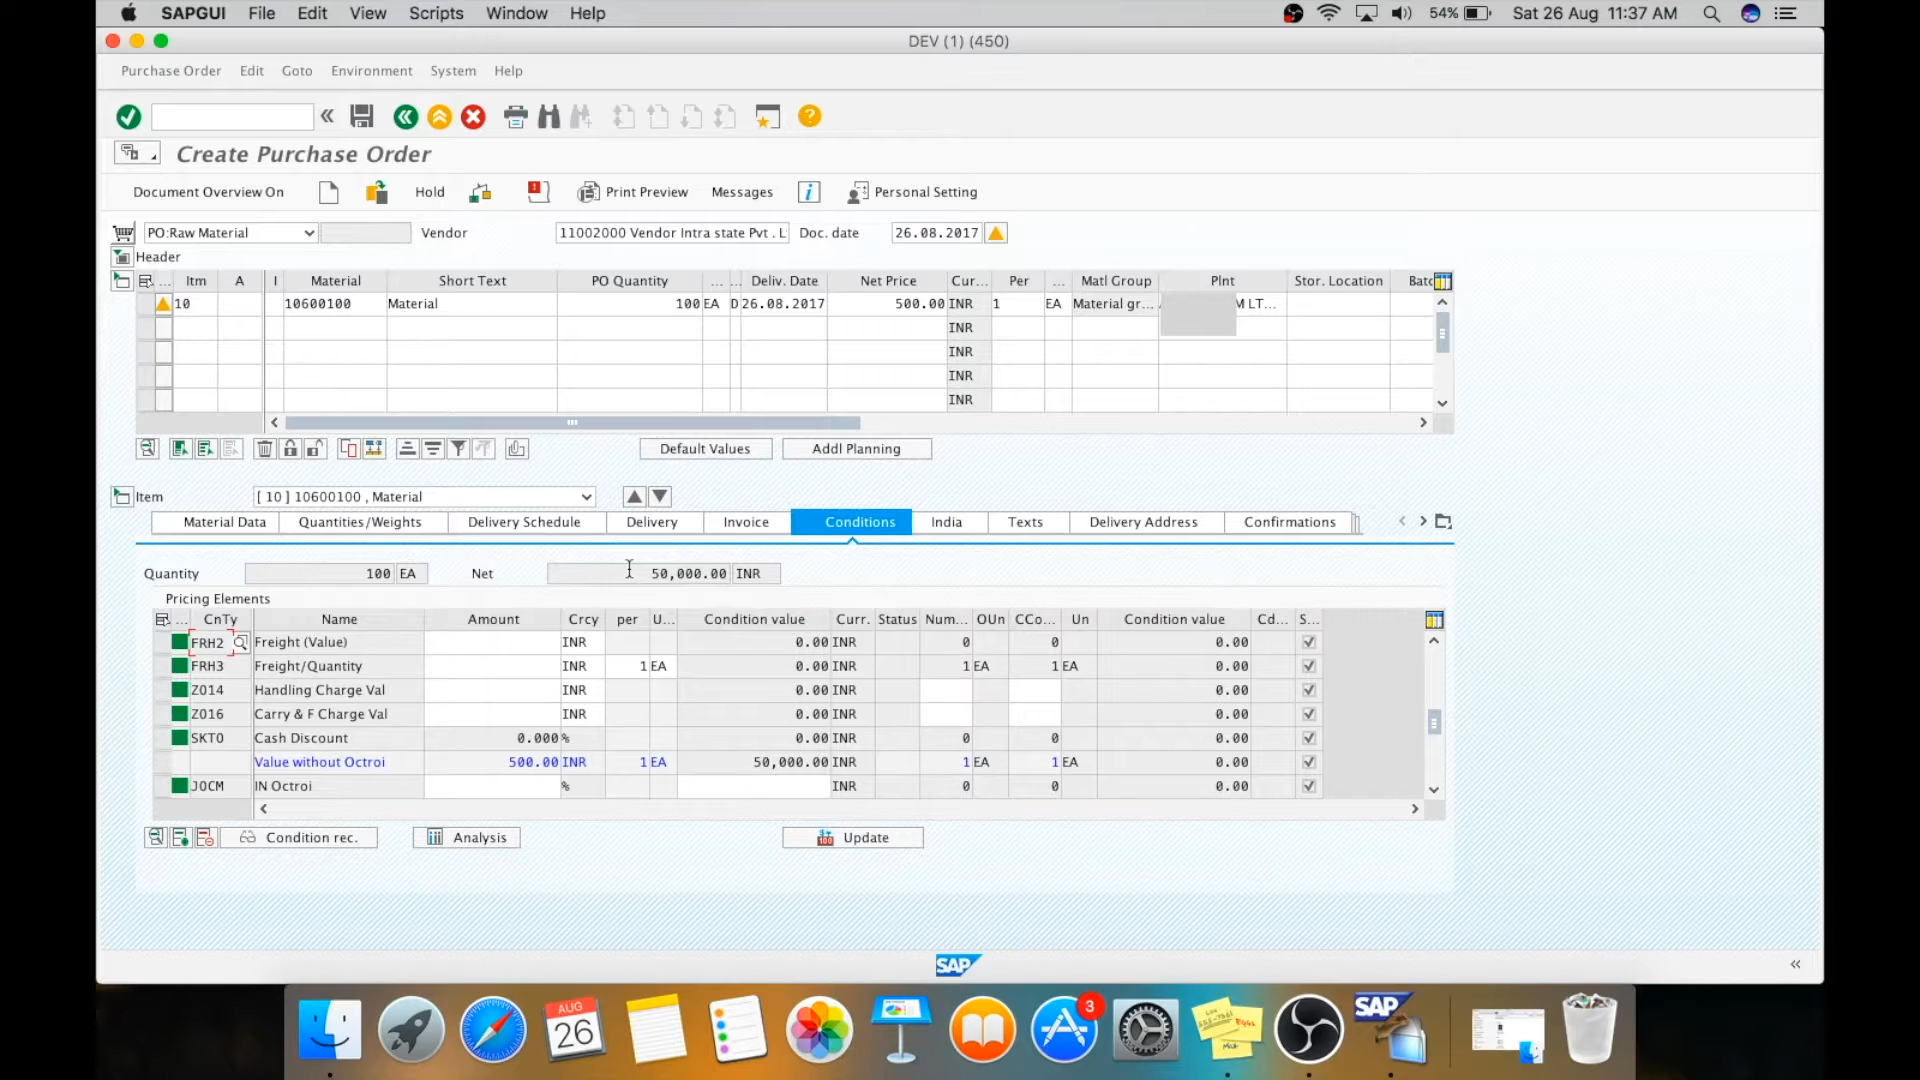 SAPGUI File Edit View Scripts Window Help 54% Sat 26 Aug 11:37 AM
DEV (1) (450)
Purchase Order Edit Goto Environment System Help
Create Purchase Order
Document Overview On Hold Print Preview Messages Personal Setting
PO:Raw Material Vendor 11002000 Vendor Intra state Pvt . L Doc. date 26.08.2017
Header
... Itm A I Material Short Text PO Quantity ... ... Deliv. Date Net Price Cur... Per ... Matl Group Plnt Stor. Location Batc
10 10600100 Material 100 EA D 26.08.2017 500.00 INR 1 EA Material gr... M LT...
INR
INR
INR
INR
Default Values Addl Planning
Item [ 10 ] 10600100 , Material
Material Data Quantities/Weights Delivery Schedule Delivery Invoice Conditions India Texts Delivery Address Confirmations
Quantity 100 EA Net 50,000.00 INR
Pricing Elements
... CnTy Name Amount Crcy per U... Condition value Curr. Status Num... OUn CCo... Un Condition value Cd... S...
FRH2 Freight (Value) INR 0.00 INR 0 0 0.00
FRH3 Freight/Quantity INR 1 EA 0.00 INR 1 EA 1 EA 0.00
ZO14 Handling Charge Val INR 0.00 INR 0.00
ZO16 Carry & F Charge Val INR 0.00 INR 0.00
SKTO Cash Discount 0.000 % 0.00 INR 0 0 0.00
Value without Octroi 500.00 INR 1 EA 50,000.00 INR 1 EA 1 EA 0.00
JOCM IN Octroi % INR 0 0 0.00
Condition rec. Analysis Update
SAP
AUG
26
3
SAP